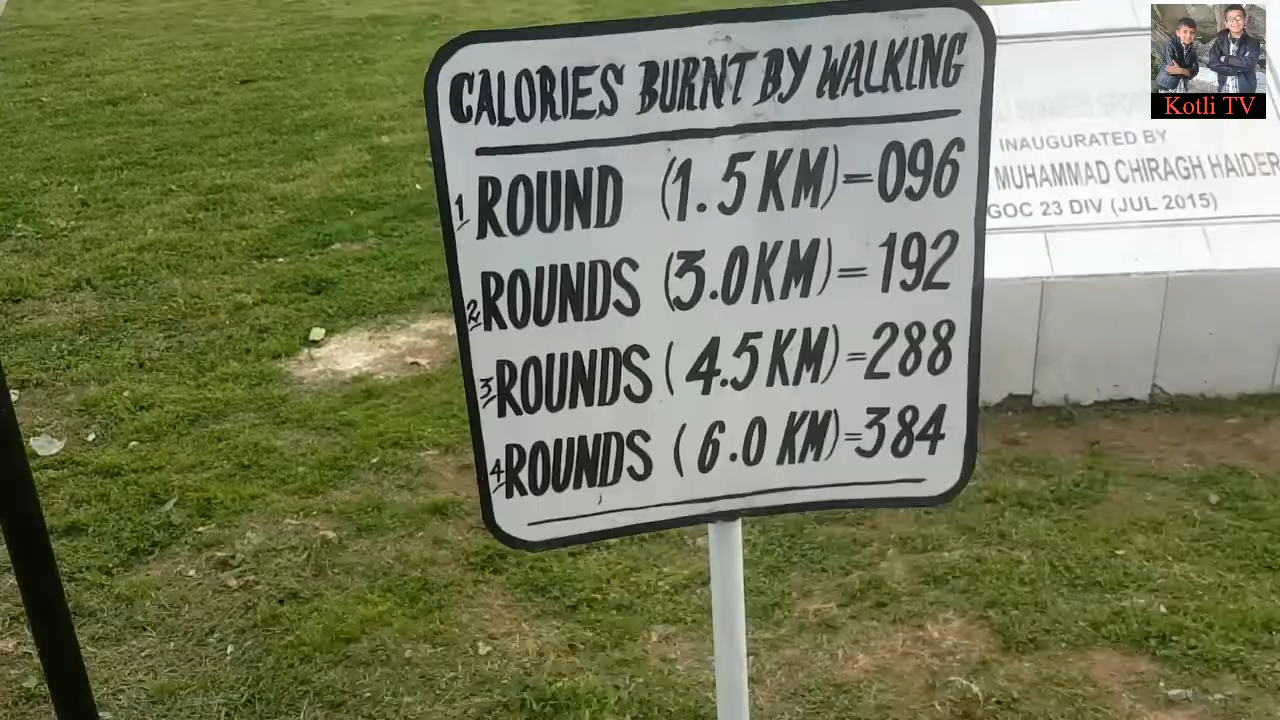 CALORIES BURNT BY WALKING
1 ROUND (1.5 KM)=096
2 ROUNDS (3.0 KM)=192
3 ROUNDS (4.5 KM)=288
4 ROUNDS (6.0 KM)=384
INAUGURATED BY
MUHAMMAD CHIRAGH HAIDER
GOC 23 DIV (JUL 2015)
Kotli TV